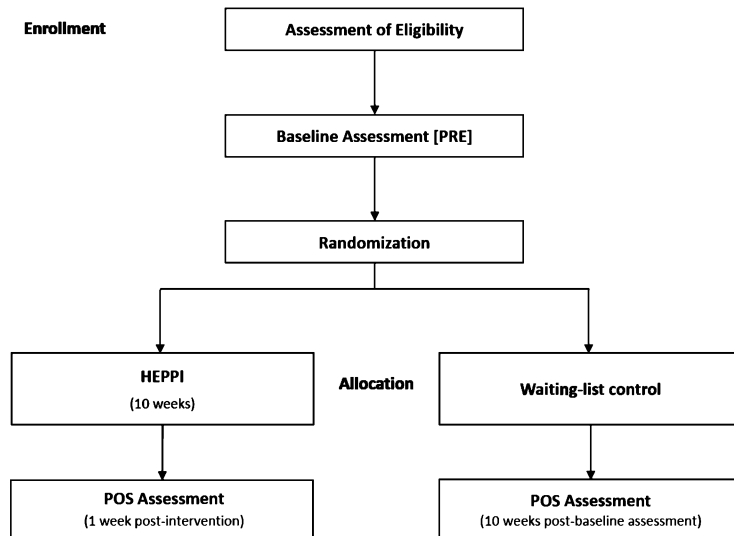 Enrollment
Assessment of Eligibility
Baseline Assessment [PRE]
Randomization
HEPPI
(10 weeks)
Allocation
Waiting-list control
POS Assessment
(1 week post-intervention)
POS Assessment
(10 weeks post-baseline assessment)